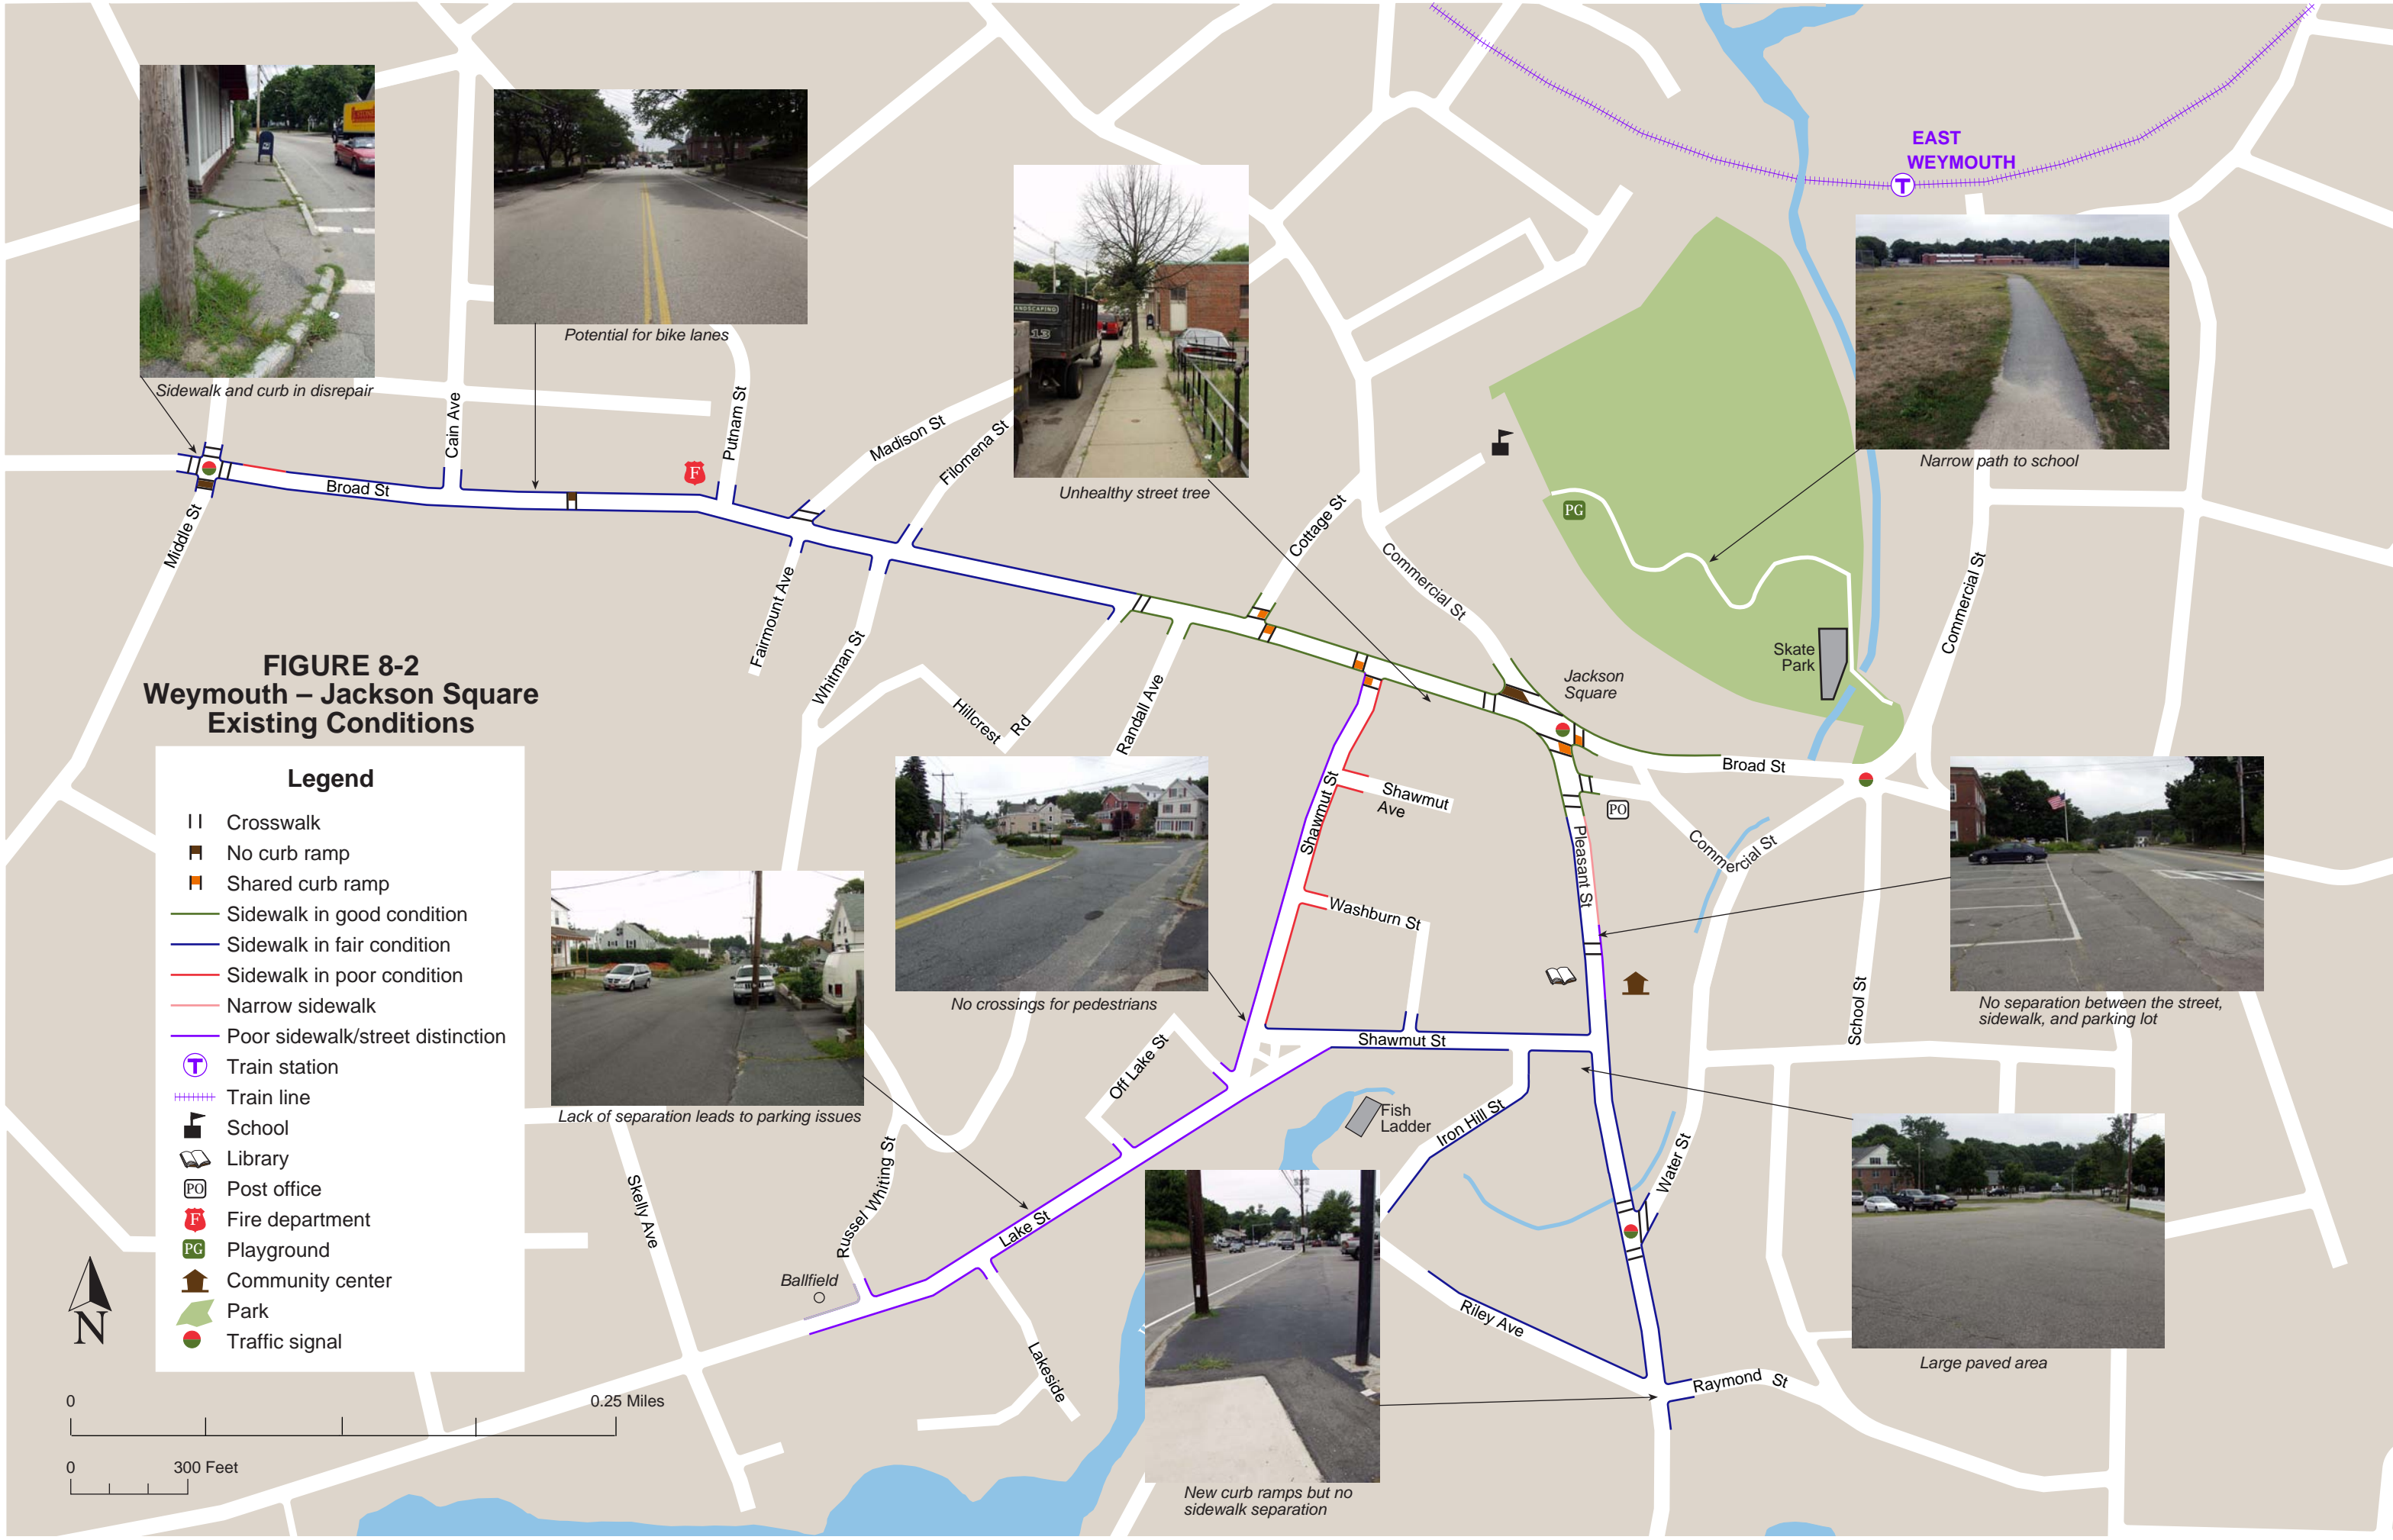 EAST
WEYMOUTH
T
Sidewalk and curb in disrepair
Potential for bike lanes
LANDSCAPING
13
Unhealthy street tree
Narrow path to school
Cain Ave
Putnam St
Madison St
Filomena St
F
Broad St
Middle St
Fairmount Ave
Whitman St
Hillcrest
Rd
Randall Ave
Cottage St
Commercial St
PG
Commercial St
Skate
Park
Jackson
Square
Broad St
PO
Commercial St
FIGURE 8-2
Weymouth – Jackson Square
Existing Conditions
Legend
Crosswalk
No curb ramp
Shared curb ramp
Sidewalk in good condition
Sidewalk in fair condition
Sidewalk in poor condition
Narrow sidewalk
Poor sidewalk/street distinction
T
Train station
Train line
School
Library
PO
Post office
F
Fire department
PG
Playground
Community center
Park
Traffic signal
N
0
0.25 Miles
0
300 Feet
Shawmut St
Shawmut
Ave
Washburn St
Pleasant St
Shawmut St
School St
No crossings for pedestrians
Lack of separation leads to parking issues
No separation between the street,
sidewalk, and parking lot
Off Lake St
Fish
Ladder
Iron Hill St
Water St
Skelly Ave
Russel Whiting St
Lake St
Ballfield
Lakeside
Riley Ave
Raymond St
Large paved area
New curb ramps but no
sidewalk separation